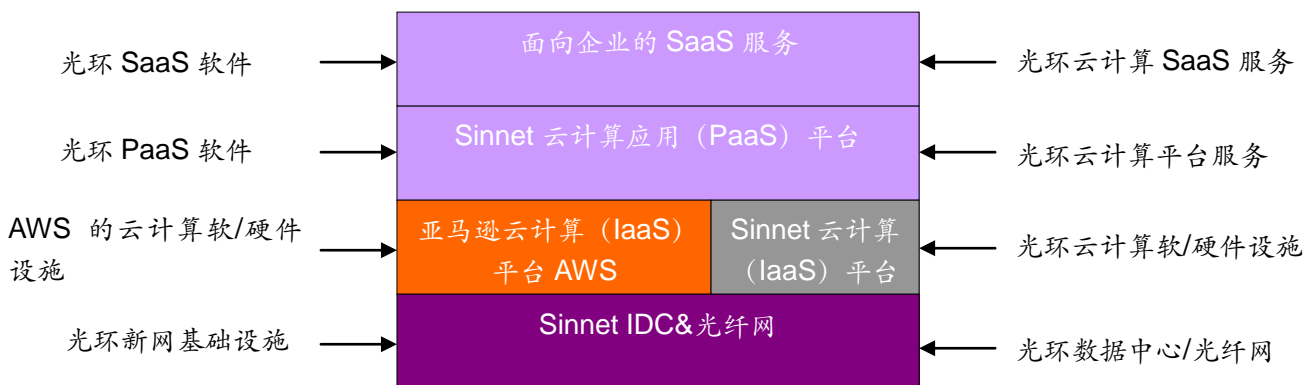 面向企业的 SaaS 服务
光环 SaaS 软件
光环云计算 SaaS 服务
Sinnet 云计算应用（PaaS）平台
光环 PaaS 软件
光环云计算平台服务
AWS 的云计算软/硬件
设施
亚马逊云计算（IaaS）
平台 AWS
Sinnet 云计算
（IaaS）平台
光环云计算软/硬件设施
Sinnet IDC&光纤网
光环新网基础设施
光环数据中心/光纤网